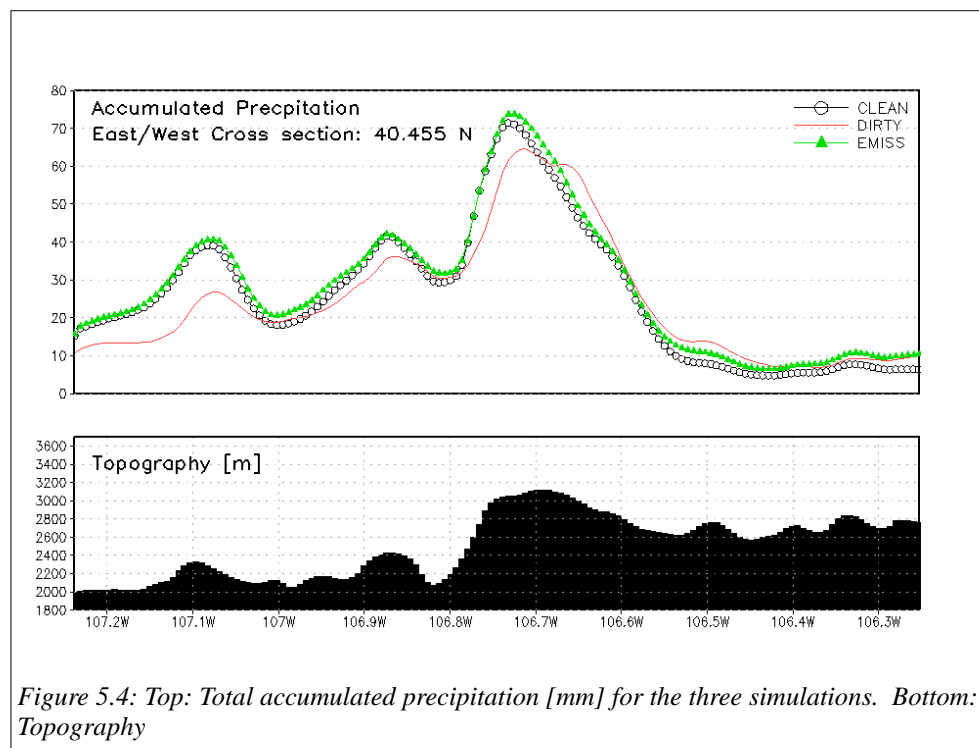 80
70
60
50
40
30
20
10
0
Accumulated Precpitation
East/West Cross section: 40.455 N
CLEAN
DIRTY
EMISS
3600
3400
3200
3000
2800
2600
2400
2200
2000
1800
Topography [m]
107.2W 107.1W 107W 106.9W 106.8W 106.7W 106.6W 106.5W 106.4W 106.3W
Figure 5.4: Top: Total accumulated precipitation [mm] for the three simulations. Bottom:
Topography